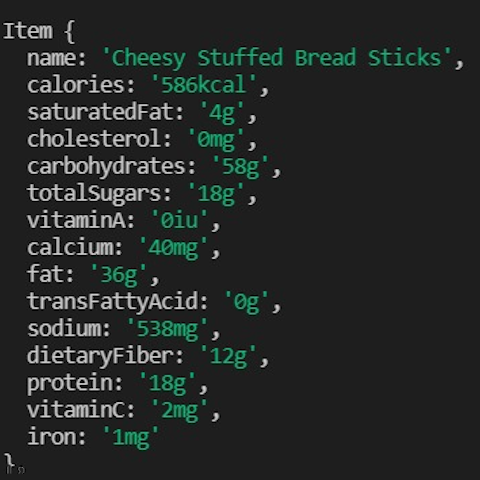 Item {
  name: 'Cheesy Stuffed Bread Sticks',
  calories: '586kcal',
  saturatedFat: '4g',
  cholesterol: '0mg',
  carbohydrates: '58g',
  totalSugars: '18g',
  vitaminA: '0iu',
  calcium: '40mg',
  fat: '36g',
  transFattyAcid: '0g',
  sodium: '538mg',
  dietaryFiber: '12g',
  protein: '18g',
  vitaminC: '2mg',
  iron: '1mg'
}